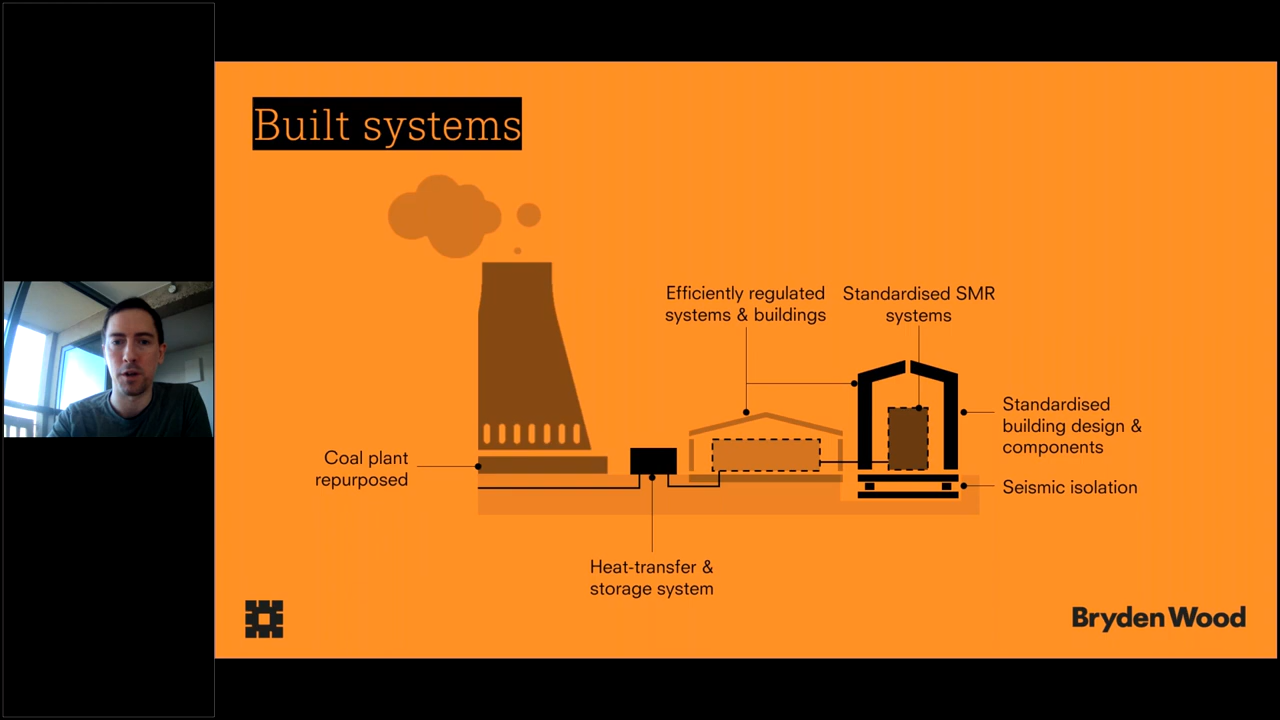 Built systems
Efficiently regulated
systems & buildings
Standardised SMR
systems
Standardised
building design &
components
Coal plant
repurposed
Seismic isolation
Heat-transfer &
storage system
Bryden Wood